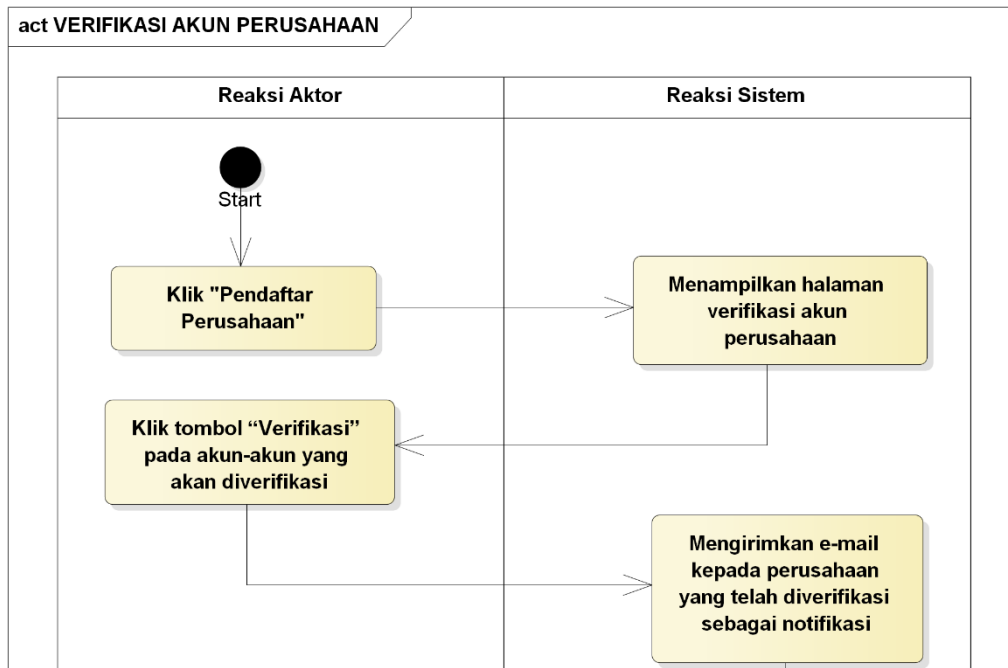 act VERIFIKASI AKUN PERUSAHAAN
Reaksi Aktor
Reaksi Sistem
Start
Klik "Pendaftar
Perusahaan"
Menampilkan halaman
verifikasi akun
perusahaan
Klik tombol “Verifikasi”
pada akun-akun yang
akan diverifikasi
Mengirimkan e-mail
kepada perusahaan
yang telah diverifikasi
sebagai notifikasi